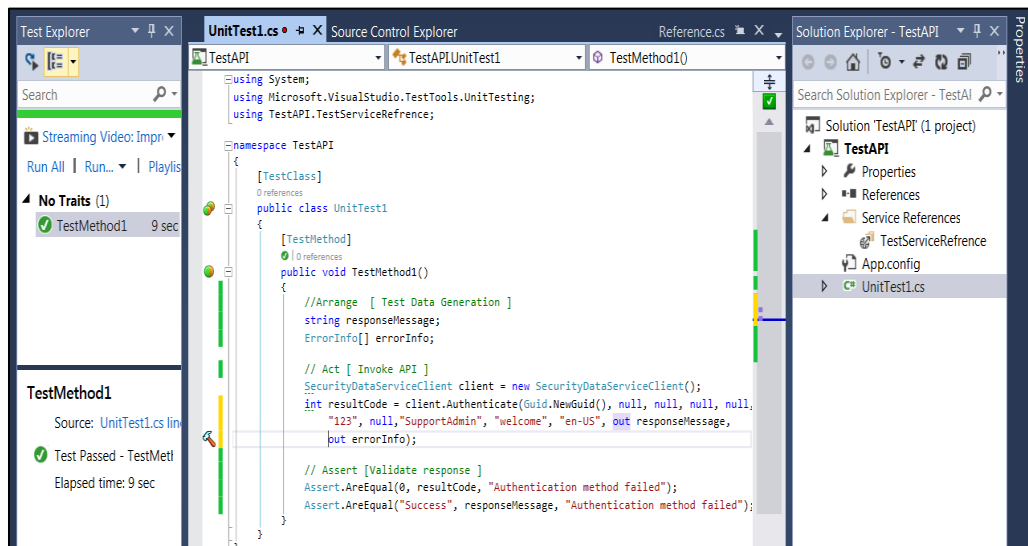 Test Explorer
Search
Streaming Video: Impr
Run All | Run... | Playlis
No Traits (1)
TestMethod1 9 sec
TestMethod1
Source: UnitTest1.cs line
Test Passed - TestMeth
Elapsed time: 9 sec
UnitTest1.cs Source Control Explorer Reference.cs
TestAPI TestAPI.UnitTest1 TestMethod1()
using System;
using Microsoft.VisualStudio.TestTools.UnitTesting;
using TestAPI.TestServiceRefrence;
namespace TestAPI
{
[TestClass]
0 references
public class UnitTest1
{
[TestMethod]
| 0 references
public void TestMethod1()
{
//Arrange [ Test Data Generation ]
string responseMessage;
ErrorInfo[] errorInfo;
// Act [ Invoke API ]
SecurityDataServiceClient client = new SecurityDataServiceClient();
int resultCode = client.Authenticate(Guid.NewGuid(), null, null, null, null,
"123", null,"SupportAdmin", "welcome", "en-US", out responseMessage,
out errorInfo);
// Assert [Validate response ]
Assert.AreEqual(0, resultCode, "Authentication method failed");
Assert.AreEqual("Success", responseMessage, "Authentication method failed");
}
}
Solution Explorer - TestAPI
Search Solution Explorer - TestAI
Solution 'TestAPI' (1 project)
TestAPI
Properties
References
Service References
TestServiceRefrence
App.config
C# UnitTest1.cs
Properties